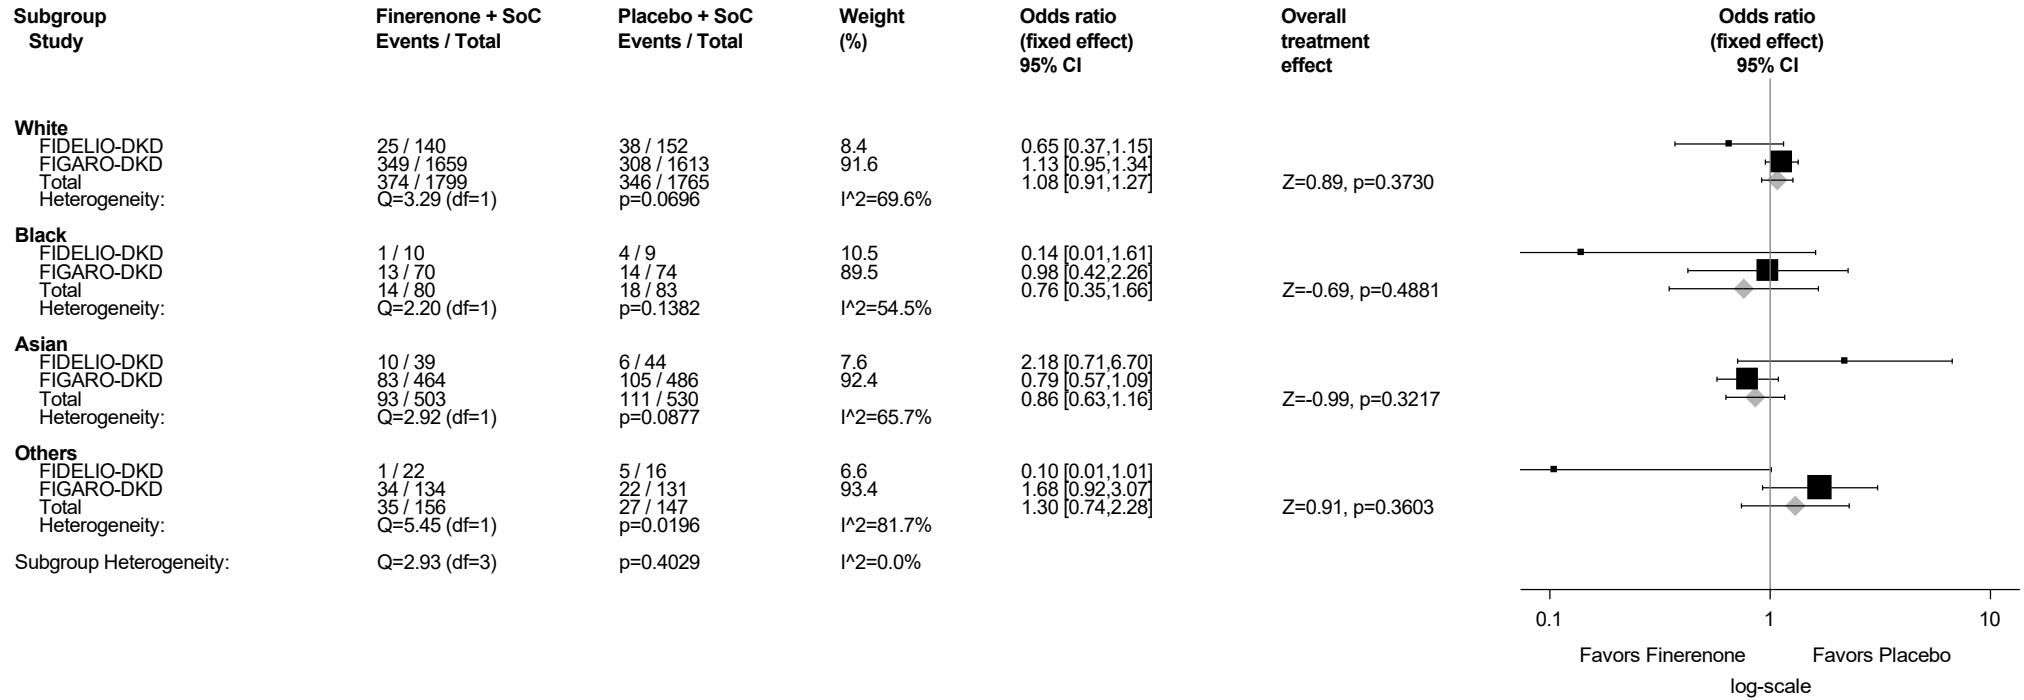 Subgroup Finerenone + SoC Placebo + SoC Weight Odds ratio Overall Odds ratio
Study Events / Total Events / Total (%) (fixed effect) treatment (fixed effect)
95% CI effect 95% CI
White
FIDELIO-DKD 25 / 140 38 / 152 8.4 0.65 [0.37,1.15]
FIGARO-DKD 349 / 1659 308 / 1613 91.6 1.13 [0.95,1.34]
Total 374 / 1799 346 / 1765 1.08 [0.91,1.27] Z=0.89, p=0.3730
Heterogeneity: Q=3.29 (df=1) p=0.0696 I^2=69.6%
Black
FIDELIO-DKD 1 / 10 4 / 9 10.5 0.14 [0.01,1.61]
FIGARO-DKD 13 / 70 14 / 74 89.5 0.98 [0.42,2.26]
Total 14 / 80 18 / 83 0.76 [0.35,1.66] Z=-0.69, p=0.4881
Heterogeneity: Q=2.20 (df=1) p=0.1382 I^2=54.5%
Asian
FIDELIO-DKD 10 / 39 6 / 44 7.6 2.18 [0.71,6.70]
FIGARO-DKD 83 / 464 105 / 486 92.4 0.79 [0.57,1.09]
Total 93 / 503 111 / 530 0.86 [0.63,1.16] Z=-0.99, p=0.3217
Heterogeneity: Q=2.92 (df=1) p=0.0877 I^2=65.7%
Others
FIDELIO-DKD 1 / 22 5 / 16 6.6 0.10 [0.01,1.01]
FIGARO-DKD 34 / 134 22 / 131 93.4 1.68 [0.92,3.07]
Total 35 / 156 27 / 147 1.30 [0.74,2.28] Z=0.91, p=0.3603
Heterogeneity: Q=5.45 (df=1) p=0.0196 I^2=81.7%
Subgroup Heterogeneity: Q=2.93 (df=3) p=0.4029 I^2=0.0%
0.1 1 10
Favors Finerenone Favors Placebo
log-scale